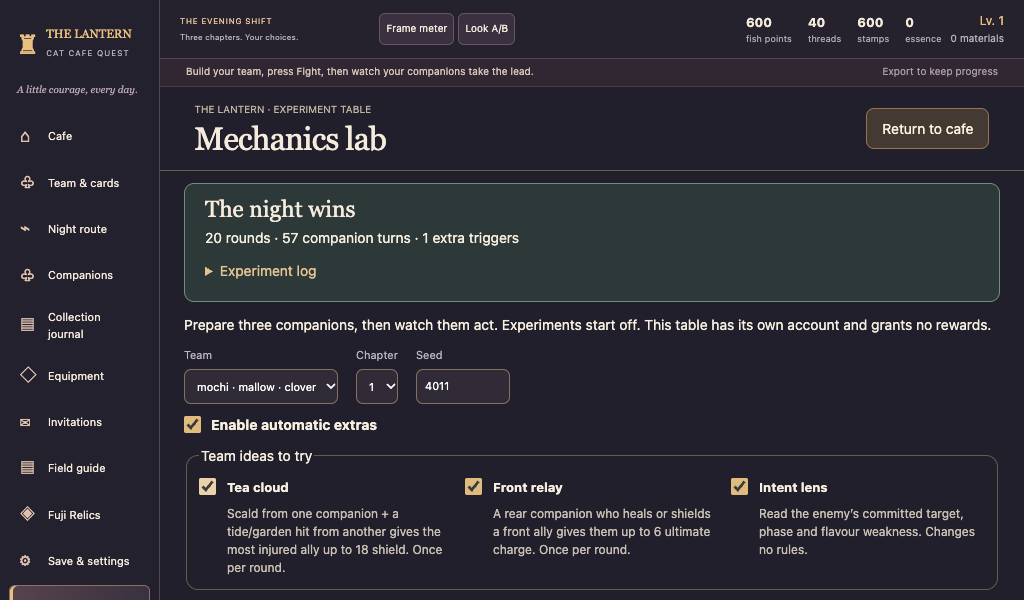 THE LANTERN
CAT CAFE QUEST
A little courage, every day.
Cafe
Team & cards
Night route
Companions
Collection
journal
Equipment
Invitations
Field guide
Fuji Relics
Save & settings
THE EVENING SHIFT
Three chapters. Your choices.
Frame meter
Look A/B
600
fish points
40
threads
600
stamps
0
essence
Lv. 1
0 materials
Build your team, press Fight, then watch your companions take the lead.
Export to keep progress
THE LANTERN · EXPERIMENT TABLE
Mechanics lab
Return to cafe
The night wins
20 rounds · 57 companion turns · 1 extra triggers
Experiment log
Prepare three companions, then watch them act. Experiments start off. This table has its own account and grants no rewards.
Team
Chapter
Seed
mochi · mallow · clover
1
4011
Enable automatic extras
Team ideas to try
Tea cloud
Scald from one companion + a
tide/garden hit from another gives the
most injured ally up to 18 shield. Once
per round.
Front relay
A rear companion who heals or shields
a front ally gives them up to 6 ultimate
charge. Once per round.
Intent lens
Read the enemy's committed target,
phase and flavour weakness. Changes
no rules.